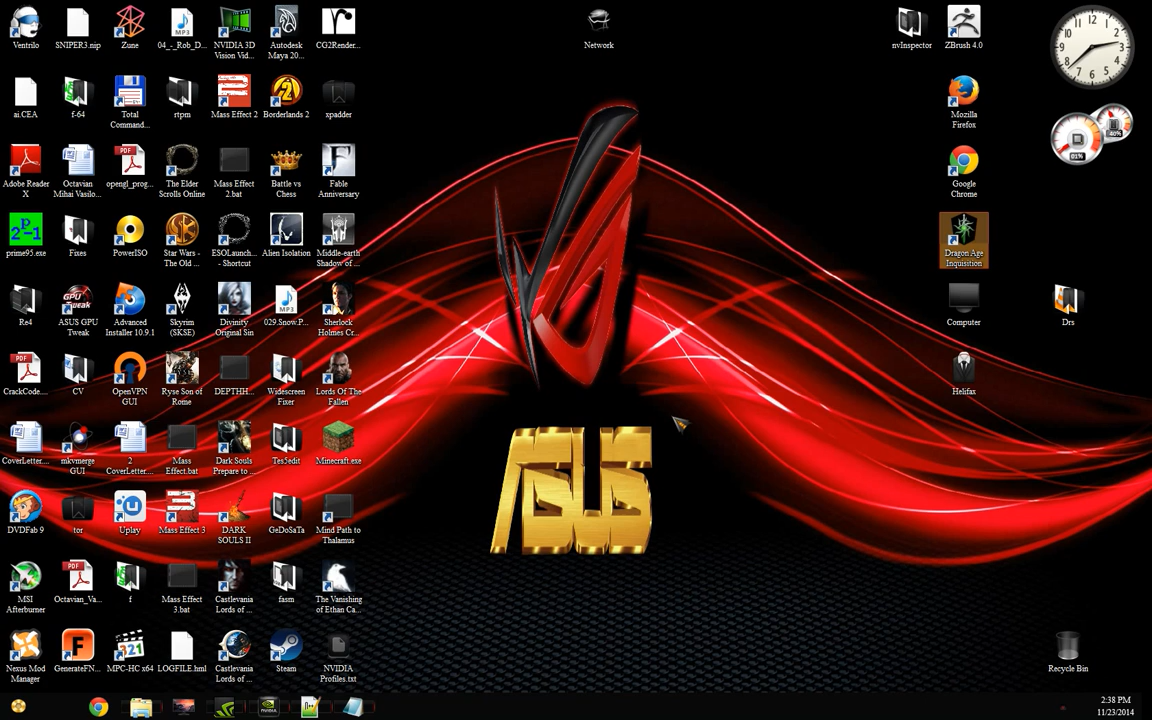 Ventrilo
SNIPER3.nip
Zune
04_-_Rob_D...
NVIDIA 3D
Vision Vid...
Autodesk
Maya 20...
CG2Render...
Network
nvInspector
ZBrush 4.0
ai.CEA
f-64
Total
Command...
rtpm
Mass Effect 2
Borderlands 2
xpadder
Mozilla
Firefox
Adobe Reader
X
Octavian
Mihai Vasilo...
opengl_prog...
The Elder
Scrolls Online
Mass Effect
2.bat
Battle vs
Chess
Fable
Anniversary
Google
Chrome
prime95.exe
Fixes
PowerISO
Star Wars -
The Old ...
ESOLaunch...
- Shortcut
Alien Isolation
Middle-earth
Shadow of ...
Dragon Age
Inquisition
Re4
ASUS GPU
Tweak
Advanced
Installer 10.9.1
Skyrim
(SKSE)
Divinity
Original Sin
029.Snow.P...
Sherlock
Holmes Cr...
Computer
Drs
CrackCode....
CV
OpenVPN
GUI
Ryse Son of
Rome
DEPTHH...
Widescreen
Fixer
Lords Of The
Fallen
Helifax
CoverLetter....
mkvmerge
GUI
2
CoverLetter....
Mass
Effect.bat
Dark Souls
Prepare to ...
Tes5edit
Minecraft.exe
ASUS
DVDFab 9
tor
Uplay
Mass Effect 3
DARK
SOULS II
GeDoSaTa
Mind Path to
Thalamus
MSI
Afterburner
Octavian_Va...
f
Mass Effect
3.bat
Castlevania
Lords of ...
fasm
The Vanishing
of Ethan Ca...
Nexus Mod
Manager
GenerateFN...
MPC-HC x64
LOGFILE.hml
Castlevania
Lords of ...
Steam
NVIDIA
Profiles.txt
Recycle Bin
2:38 PM
11/23/2014